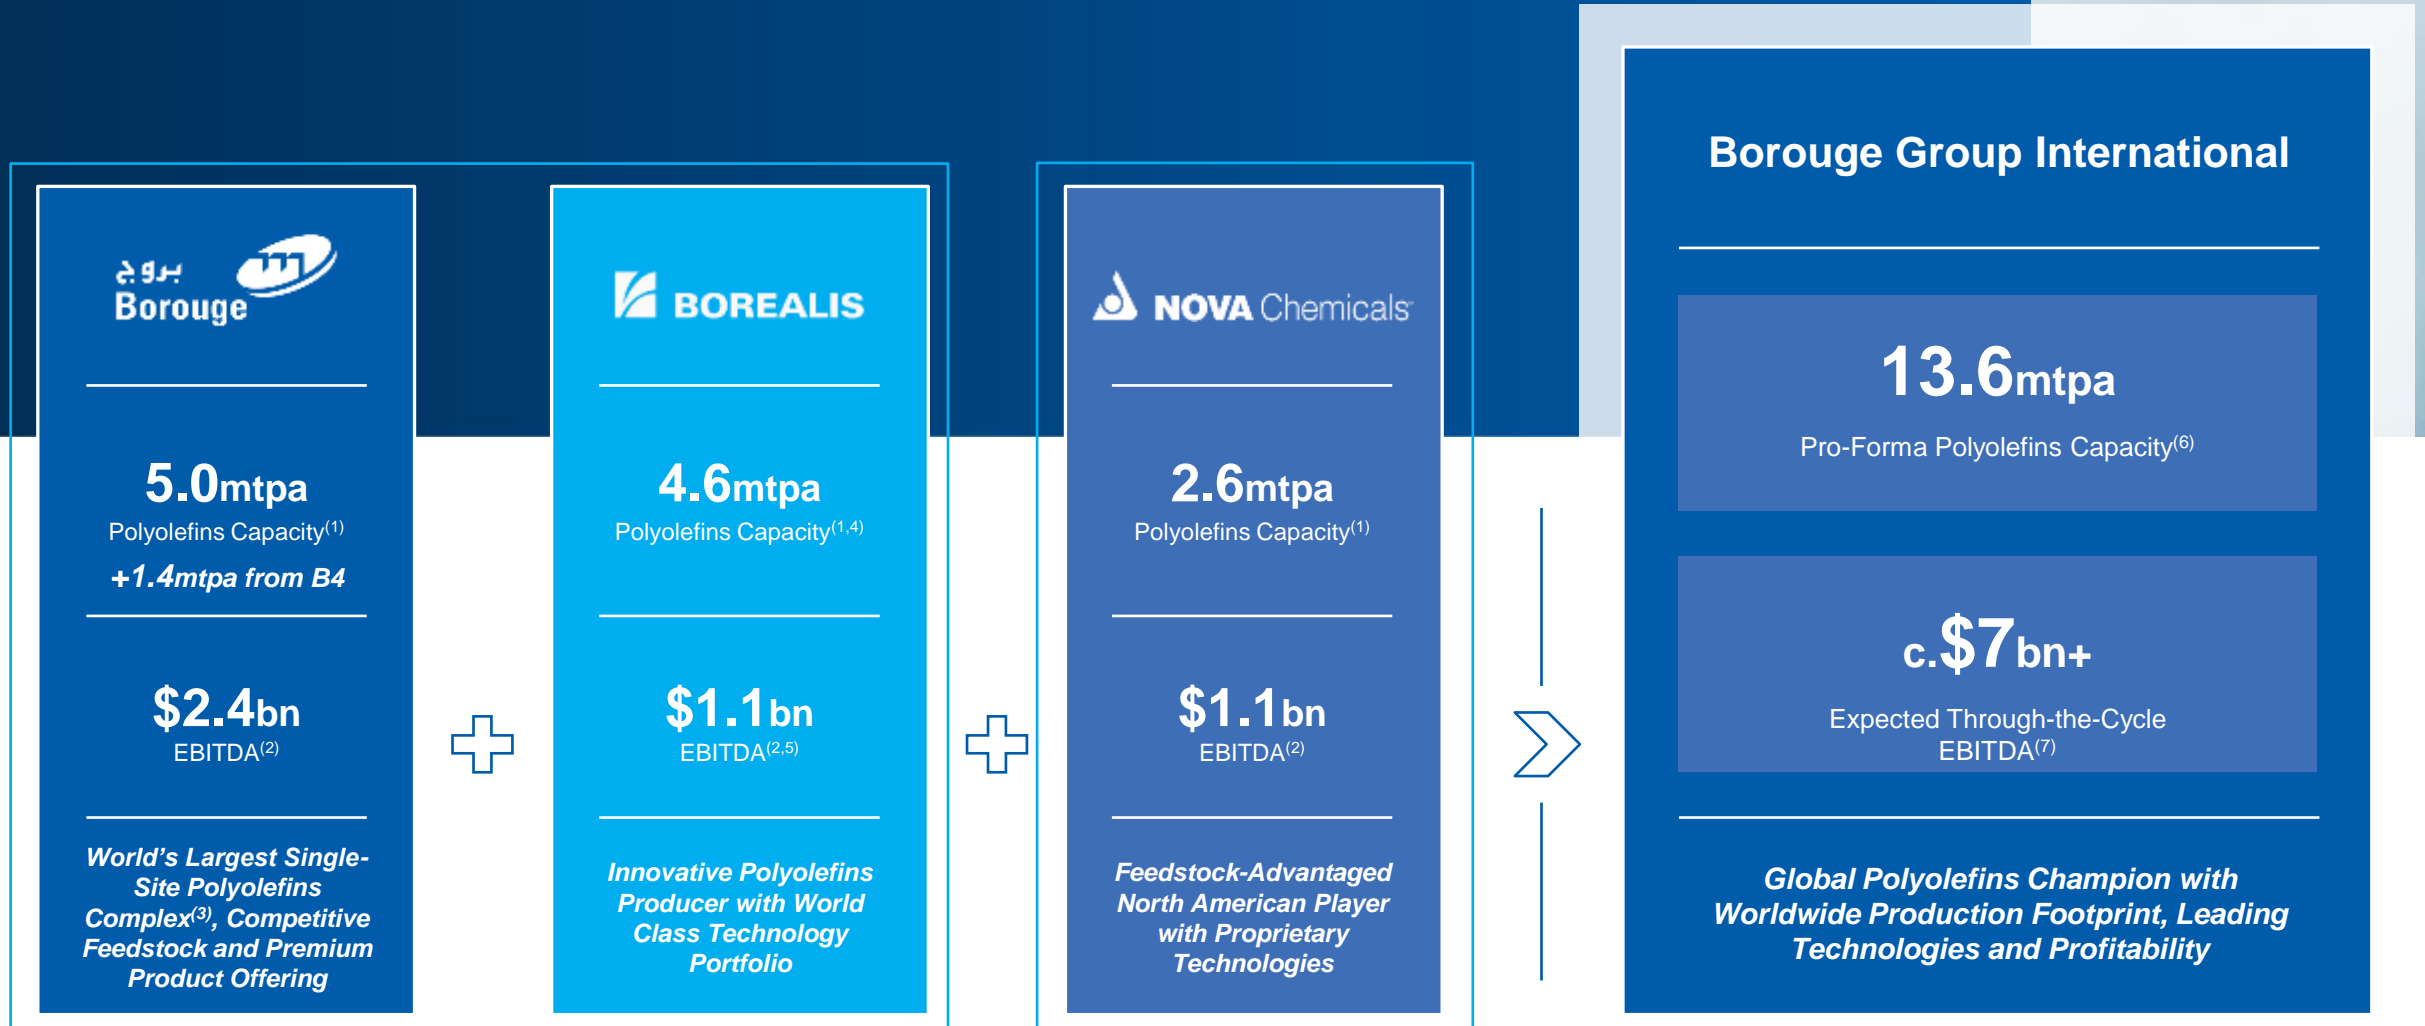 بروج
Borouge
5.0mtpa
Polyolefins Capacity(1)
+1.4mtpa from B4
$2.4bn
EBITDA(2)
World’s Largest Single-
Site Polyolefins
Complex(3), Competitive
Feedstock and Premium
Product Offering
BOREALIS
4.6mtpa
Polyolefins Capacity(1,4)
$1.1bn
EBITDA(2,5)
Innovative Polyolefins
Producer with World
Class Technology
Portfolio
NOVA Chemicals
2.6mtpa
Polyolefins Capacity(1)
$1.1bn
EBITDA(2)
Feedstock-Advantaged
North American Player
with Proprietary
Technologies
Borouge Group International
13.6mtpa
Pro-Forma Polyolefins Capacity(6)
c.$7bn+
Expected Through-the-Cycle
EBITDA(7)
Global Polyolefins Champion with
Worldwide Production Footprint, Leading
Technologies and Profitability